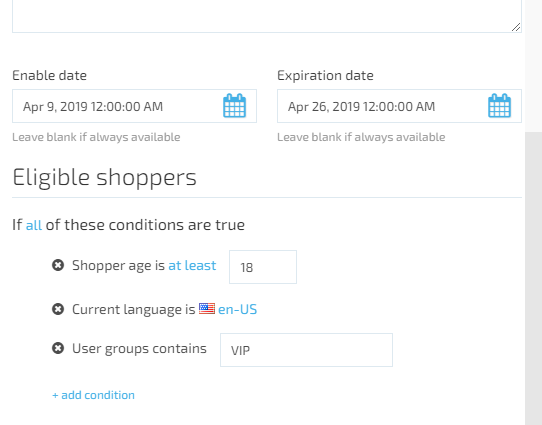 Enable date Expiration date
Apr 9, 2019 12:00:00 AM Apr 26, 2019 12:00:00 AM
Leave blank if always available Leave blank if always available
Eligible shoppers
If all of these conditions are true
Shopper age is at least 18
Current language is en-US
User groups contains VIP
+ add condition